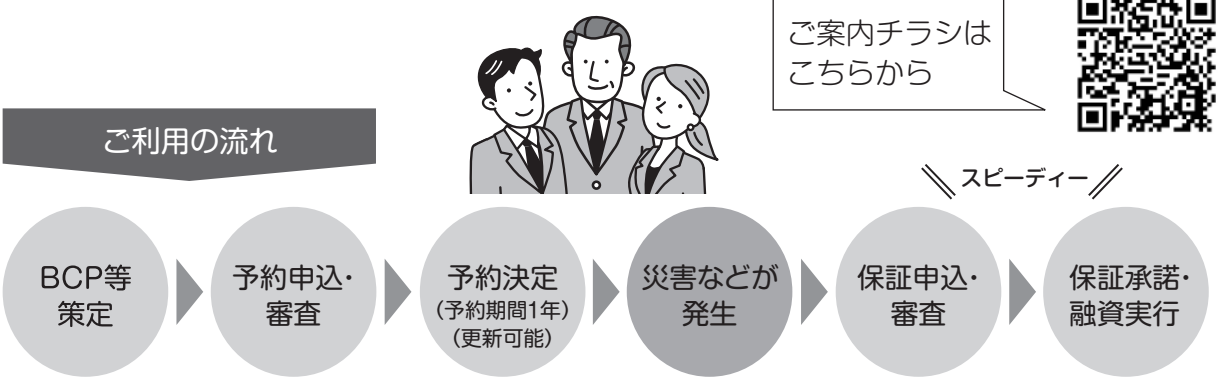 ご案内チラシは
こちらから
ご利用の流れ
スピーディー
BCP等
策定
予約申込・
審査
予約決定
(予約期間1年)
(更新可能)
災害などが
発生
保証申込・
審査
保証承諾・
融資実行